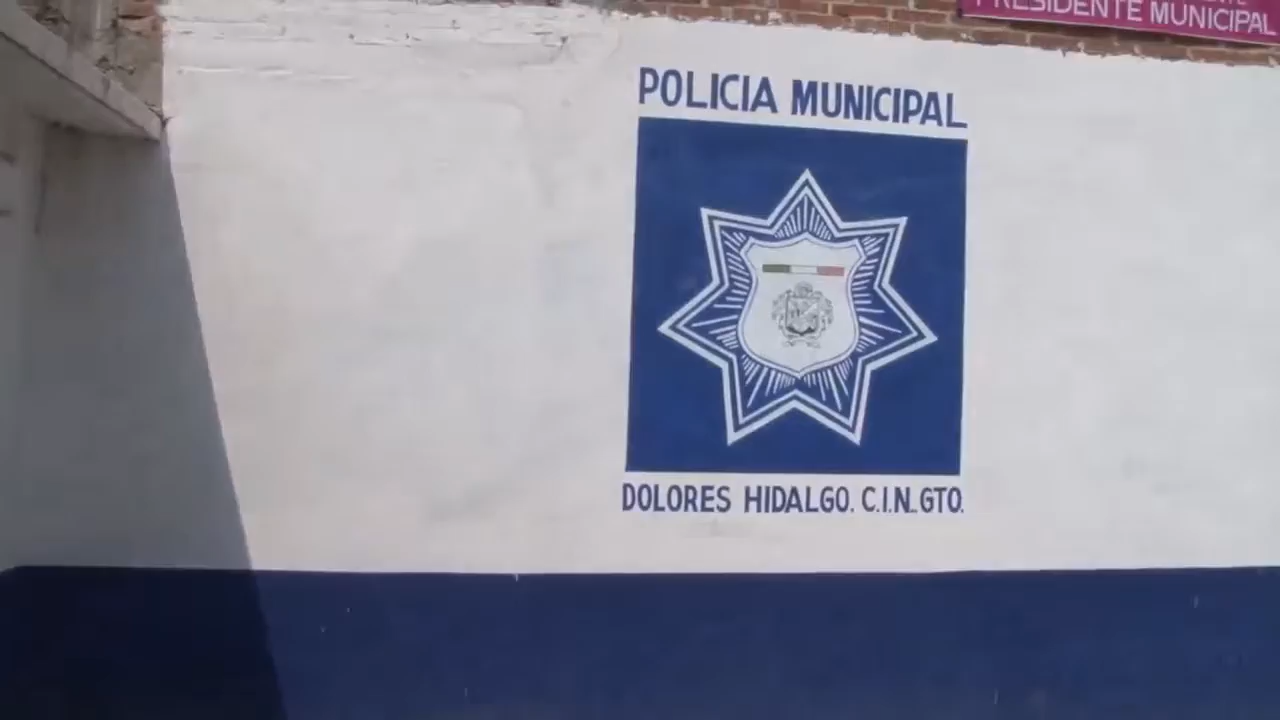 PRESIDENTE MUNICIPAL
POLICIA MUNICIPAL
DOLORES HIDALGO. C.I.N. GTO.